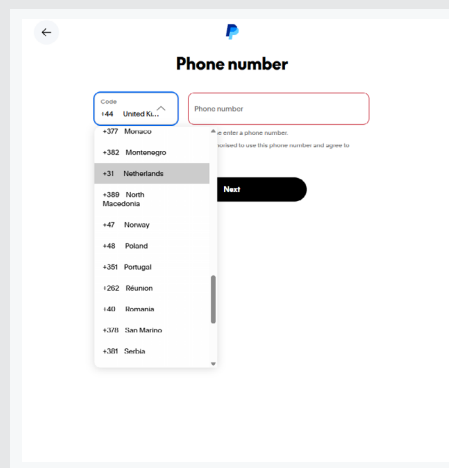 Phone number
Code
+44 United Ki...
Phone number
+377 Monaco
e enter a phone number.
+382 Montenegro
orised to use this phone number and agree to
+31 Netherlands
+389 North
Macedonia
Next
+47 Norway
+48 Poland
+351 Portugal
+262 Réunion
+40 Romania
+378 San Marino
+381 Serbia